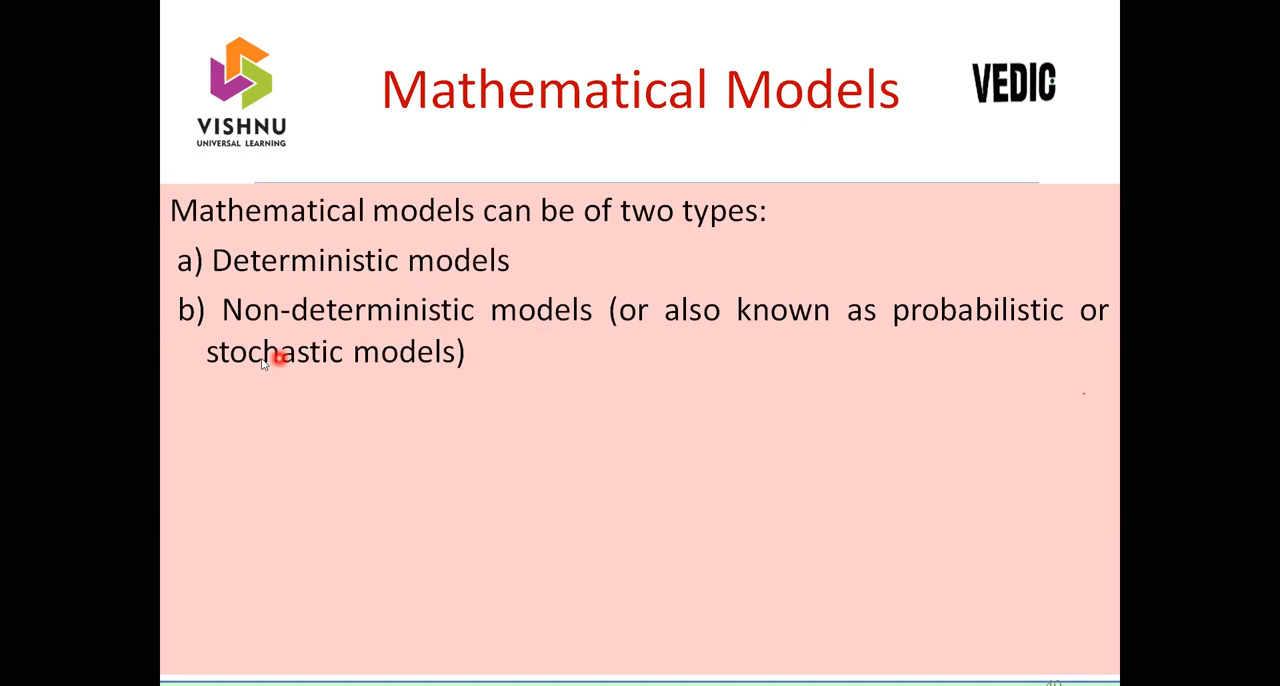 VISHNU
UNIVERSAL LEARNING
Mathematical Models
VEDIC
Mathematical models can be of two types:
a) Deterministic models
b) Non-deterministic models (or also known as probabilistic or
stochastic models)